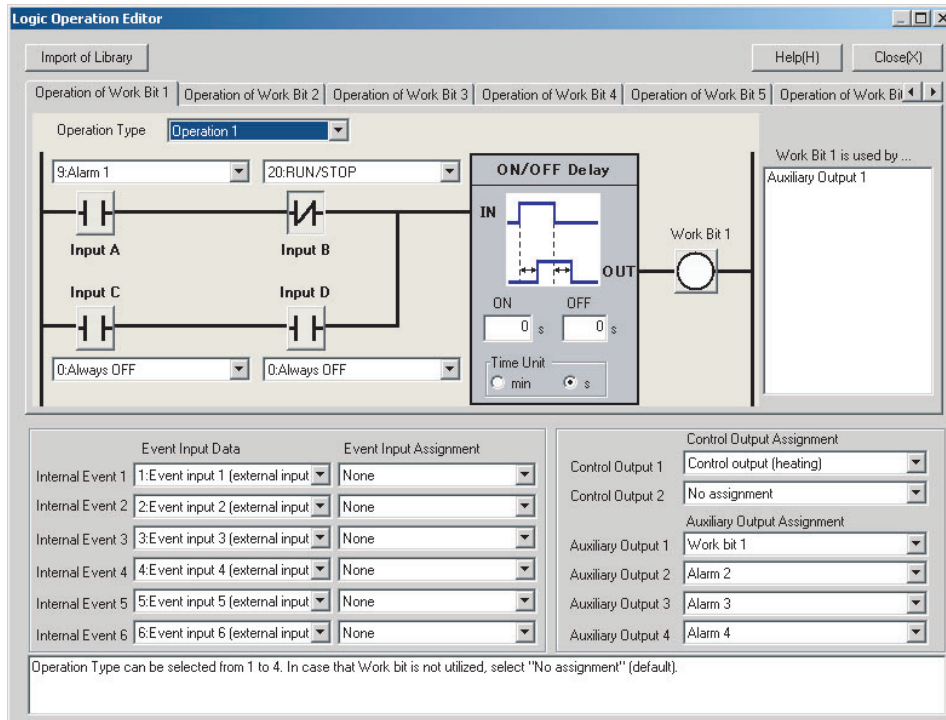 Logic Operation Editor
Import of Library
Help(H)
Close(X)
Operation of Work Bit 1
Operation of Work Bit 2
Operation of Work Bit 3
Operation of Work Bit 4
Operation of Work Bit 5
Operation of Work Bit
Operation Type
Operation 1
9:Alarm 1
20:RUN/STOP
Input A
Input B
Input C
Input D
0:Always OFF
0:Always OFF
ON/OFF Delay
IN
OUT
ON
OFF
0 s
0 s
Time Unit
min
s
Work Bit 1
Work Bit 1 is used by ...
Auxiliary Output 1
Event Input Data
Event Input Assignment
Internal Event 1 1:Event input 1 (external input None
Internal Event 2 2:Event input 2 (external input None
Internal Event 3 3:Event input 3 (external input None
Internal Event 4 4:Event input 4 (external input None
Internal Event 5 5:Event input 5 (external input None
Internal Event 6 6:Event input 6 (external input None
Control Output Assignment
Control Output 1 Control output (heating)
Control Output 2 No assignment
Auxiliary Output Assignment
Auxiliary Output 1 Work bit 1
Auxiliary Output 2 Alarm 2
Auxiliary Output 3 Alarm 3
Auxiliary Output 4 Alarm 4
Operation Type can be selected from 1 to 4. In case that Work bit is not utilized, select "No assignment" (default).